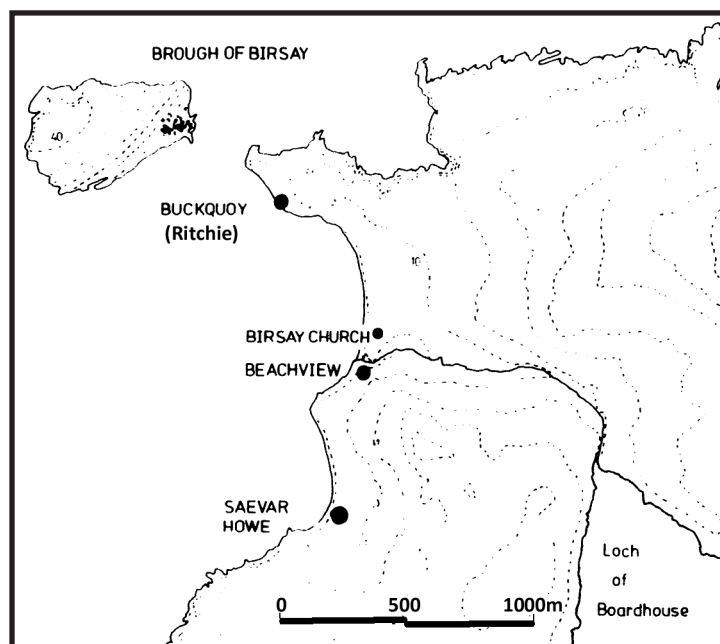 BROUGH OF BIRSAY
40
BUCKQUOY
(Ritchie)
10
BIRSAY CHURCH
BEACHVIEW
SAEVAR
HOWE
Loch
of
Boardhouse
0 500 1000m